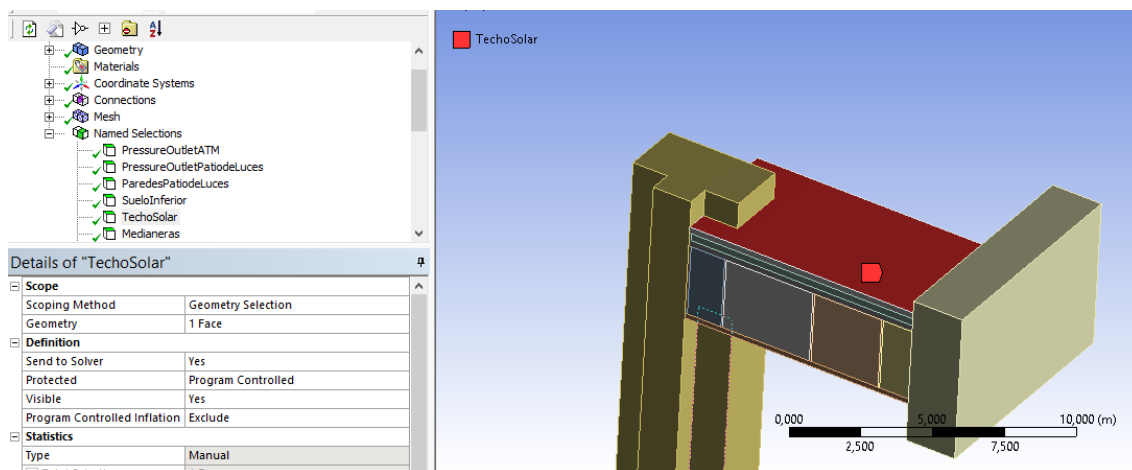 Geometry
Materials
Coordinate Systems
Connections
Mesh
Named Selections
PressureOutletATM
PressureOutletPatiodeLuces
ParedesPatiodeLuces
SueloInferior
TechoSolar
Medianeras
Details of "TechoSolar"
Scope
Scoping Method Geometry Selection
Geometry 1 Face
Definition
Send to Solver Yes
Protected Program Controlled
Visible Yes
Program Controlled Inflation Exclude
Statistics
Type Manual
TechoSolar
0,000 5,000 10,000 (m)
2,500 7,500